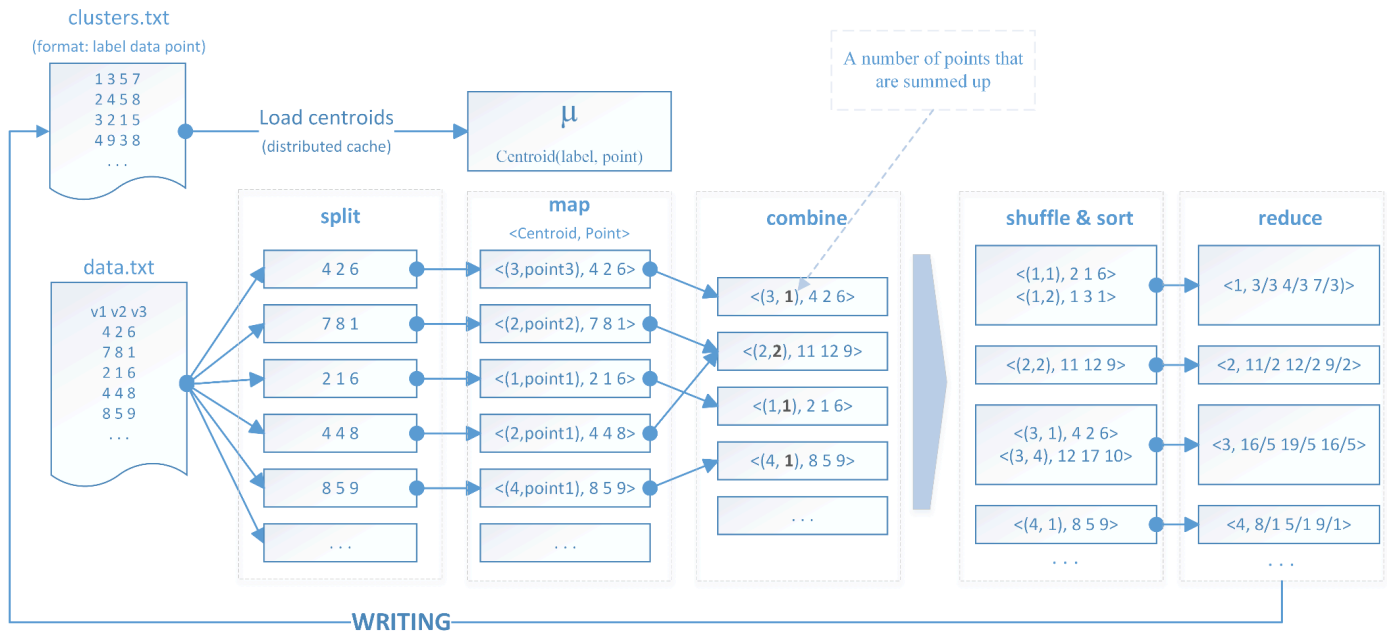 clusters.txt
(format: label data point)
1 3 5 7
2 4 5 8
3 2 1 5
4 9 3 8
. . .
Load centroids
(distributed cache)
μ
Centroid(label, point)
A number of points that
are summed up
data.txt
v1 v2 v3
4 2 6
7 8 1
2 1 6
4 4 8
8 5 9
. . .
split
4 2 6
7 8 1
2 1 6
4 4 8
8 5 9
. . .
map
<Centroid, Point>
<(3,point3), 4 2 6>
<(2,point2), 7 8 1>
<(1,point1), 2 1 6>
<(2,point1), 4 4 8>
<(4,point1), 8 5 9>
. . .
combine
<(3, 1), 4 2 6>
<(2,2), 11 12 9>
<(1,1), 2 1 6>
<(4, 1), 8 5 9>
. . .
shuffle & sort
<(1,1), 2 1 6>
<(1,2), 1 3 1>
<(2,2), 11 12 9>
<(3, 1), 4 2 6>
<(3, 4), 12 17 10>
<(4, 1), 8 5 9>
. . .
reduce
<1, 3/3 4/3 7/3)>
<2, 11/2 12/2 9/2>
<3, 16/5 19/5 16/5>
<4, 8/1 5/1 9/1>
. . .
WRITING